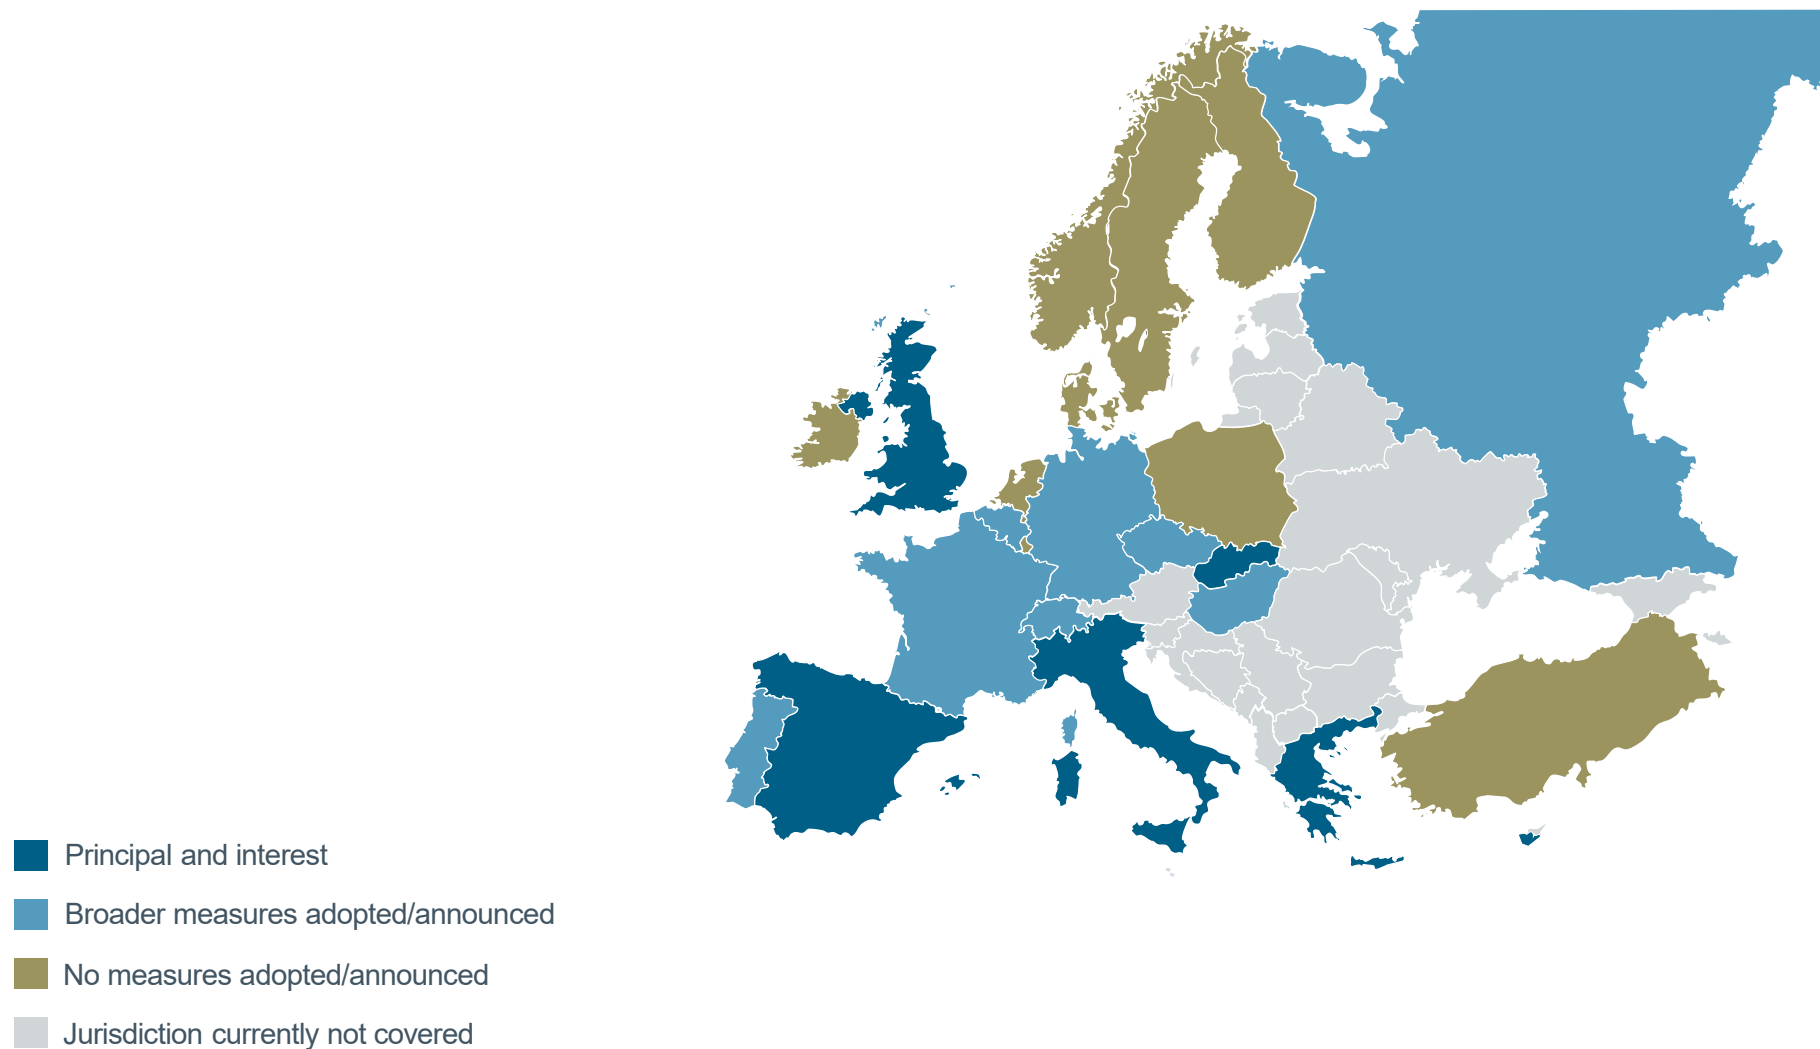 Principal and interest
Broader measures adopted/announced
No measures adopted/announced
Jurisdiction currently not covered